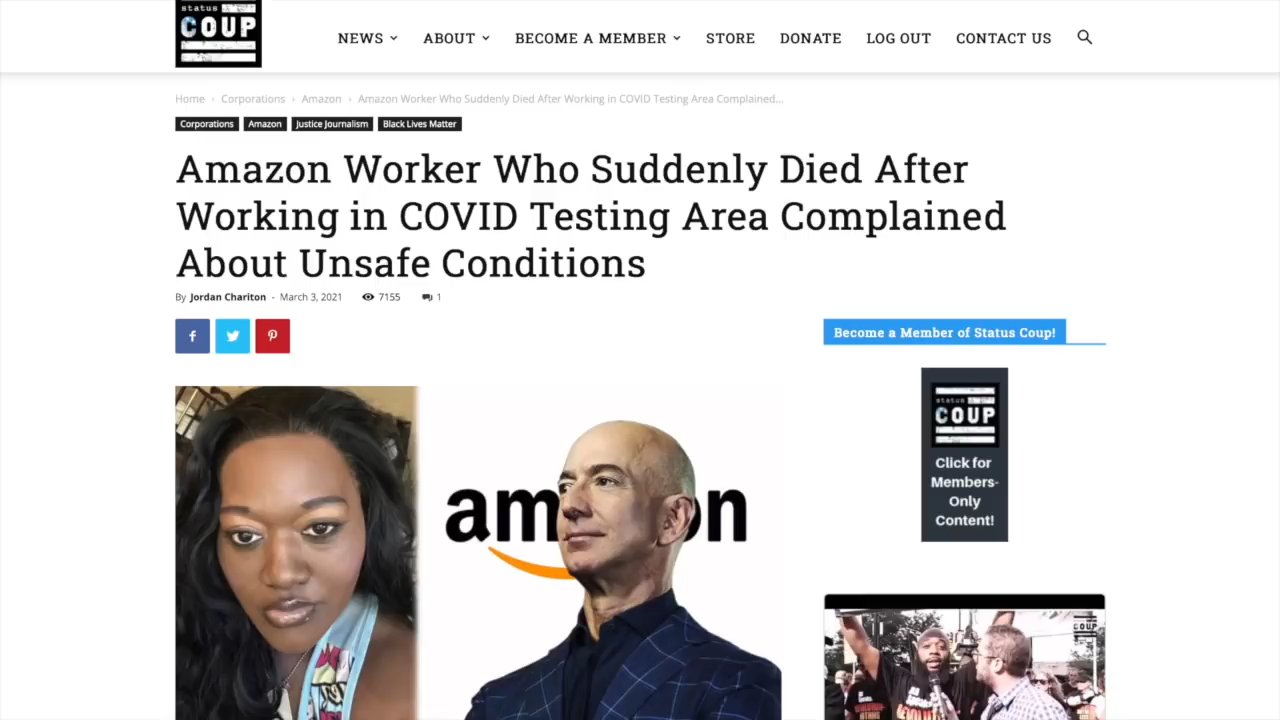 status
COUP
NEWS ABOUT BECOME A MEMBER STORE DONATE LOG OUT CONTACT US
Home › Corporations › Amazon › Amazon Worker Who Suddenly Died After Working in COVID Testing Area Complained...
Corporations Amazon Justice Journalism Black Lives Matter
Amazon Worker Who Suddenly Died After
Working in COVID Testing Area Complained
About Unsafe Conditions
By Jordan Chariton - March 3, 2021 7155 1
Become a Member of Status Coup!
status
COUP
Click for
Members-
Only
Content!
am on
COUP